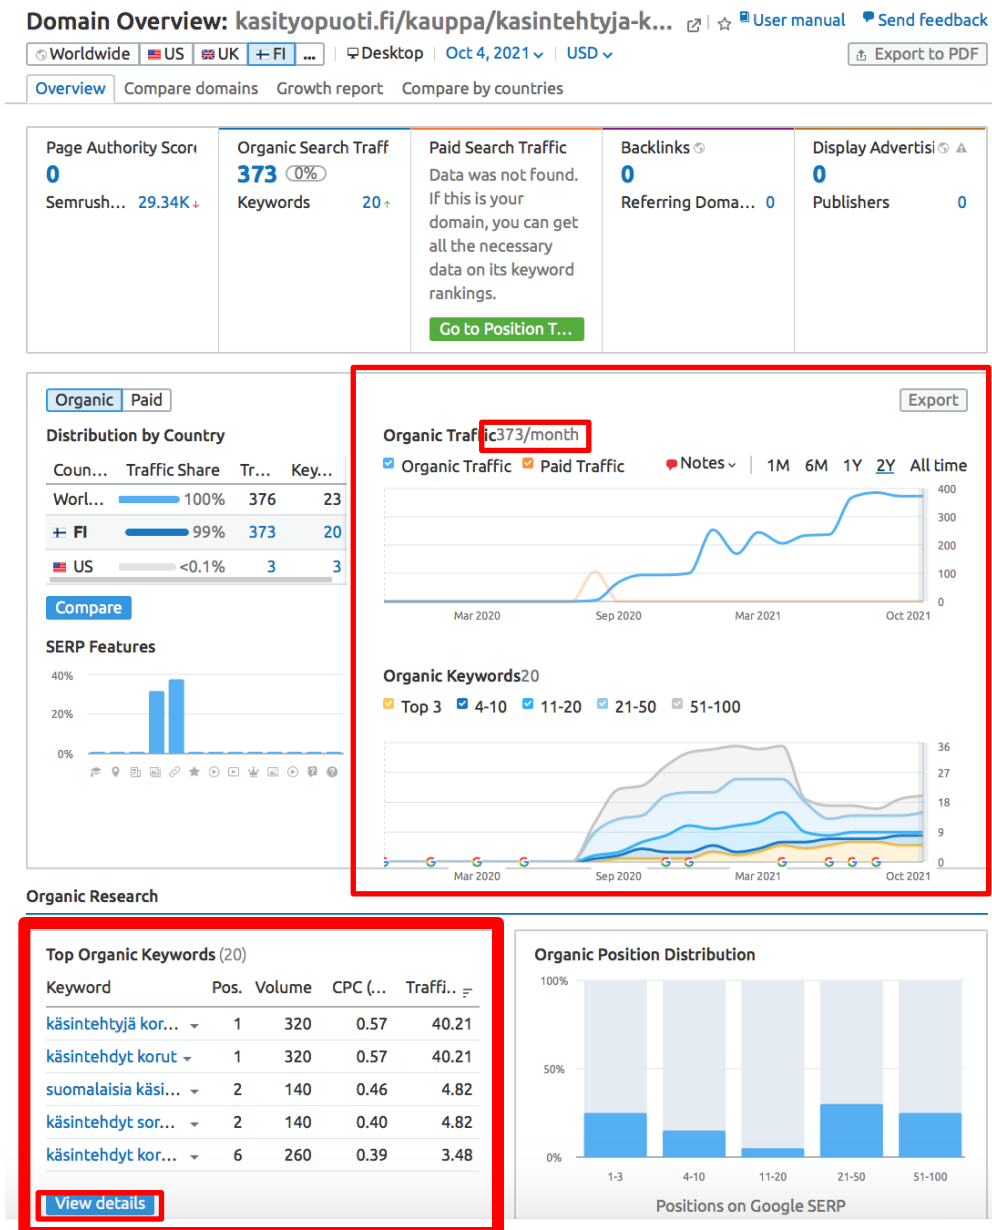 Domain Overview: kasityopuoti.fi/kauppa/kasintehtyja-k...
User manual
Send feedback
Worldwide US UK FI ... Desktop Oct 4, 2021 USD
Export to PDF
Overview Compare domains Growth report Compare by countries
Page Authority Score
0
Semrush... 29.34K↓
Organic Search Traff
373 0%
Keywords 20↑
Paid Search Traffic
Data was not found.
If this is your
domain, you can get
all the necessary
data on its keyword
rankings.
Go to Position T...
Backlinks
0
Referring Doma... 0
Display Advertisi
0
Publishers 0
Organic Paid
Distribution by Country
Coun... Traffic Share Tr... Key...
Worl... 100% 376 23
FI 99% 373 20
US <0.1% 3 3
Compare
SERP Features
40%
20%
0%
Export
Organic Traffic 373/month
Organic Traffic Paid Traffic
Notes 1M 6M 1Y 2Y All time
400
300
200
100
0
Mar 2020 Sep 2020 Mar 2021 Oct 2021
Organic Keywords 20
Top 3 4-10 11-20 21-50 51-100
36
27
18
9
0
Mar 2020 Sep 2020 Mar 2021 Oct 2021
Organic Research
Top Organic Keywords (20)
Keyword Pos. Volume CPC (... Traffi..
käsintehtyjä kor... 1 320 0.57 40.21
käsintehdyt korut 1 320 0.57 40.21
suomalaisia käsi... 2 140 0.46 4.82
käsintehdyt sor... 2 140 0.40 4.82
käsintehdyt kor... 6 260 0.39 3.48
View details
Organic Position Distribution
100%
50%
0%
1-3 4-10 11-20 21-50 51-100
Positions on Google SERP